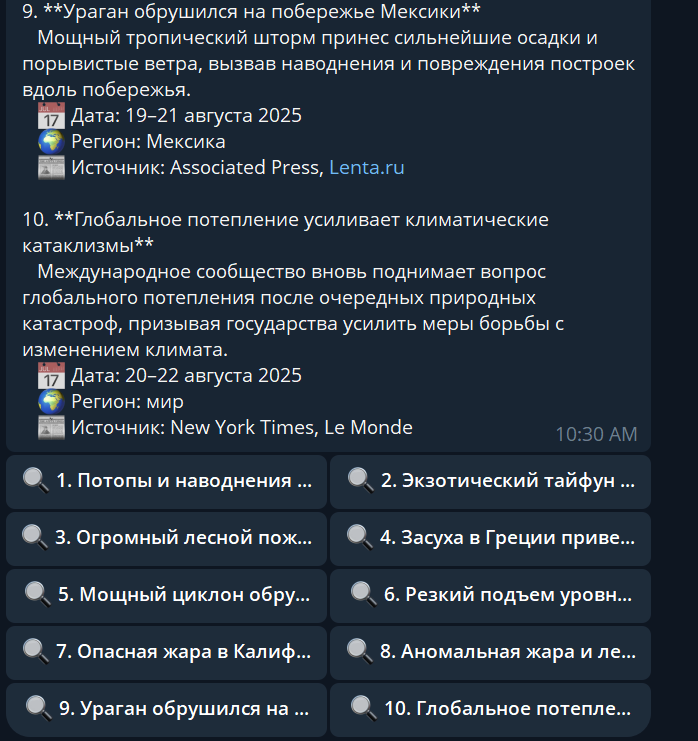 9. **Ураган обрушился на побережье Мексики**
Мощный тропический шторм принес сильнейшие осадки и
порывистые ветра, вызвав наводнения и повреждения построек
вдоль побережья.
📅 Дата: 19–21 августа 2025
🌍 Регион: Мексика
📰 Источник: Associated Press, Lenta.ru
10. **Глобальное потепление усиливает климатические
катаклизмы**
Международное сообщество вновь поднимает вопрос
глобального потепления после очередных природных
катастроф, призывая государства усилить меры борьбы с
изменением климата.
📅 Дата: 20–22 августа 2025
🌍 Регион: мир
📰 Источник: New York Times, Le Monde
10:30 AM
🔍 1. Потопы и наводнения ...
🔍 2. Экзотический тайфун ...
🔍 3. Огромный лесной пож...
🔍 4. Засуха в Греции приве...
🔍 5. Мощный циклон обру...
🔍 6. Резкий подъем уровн...
🔍 7. Опасная жара в Калиф...
🔍 8. Аномальная жара и ле...
🔍 9. Ураган обрушился на ...
🔍 10. Глобальное потепле...